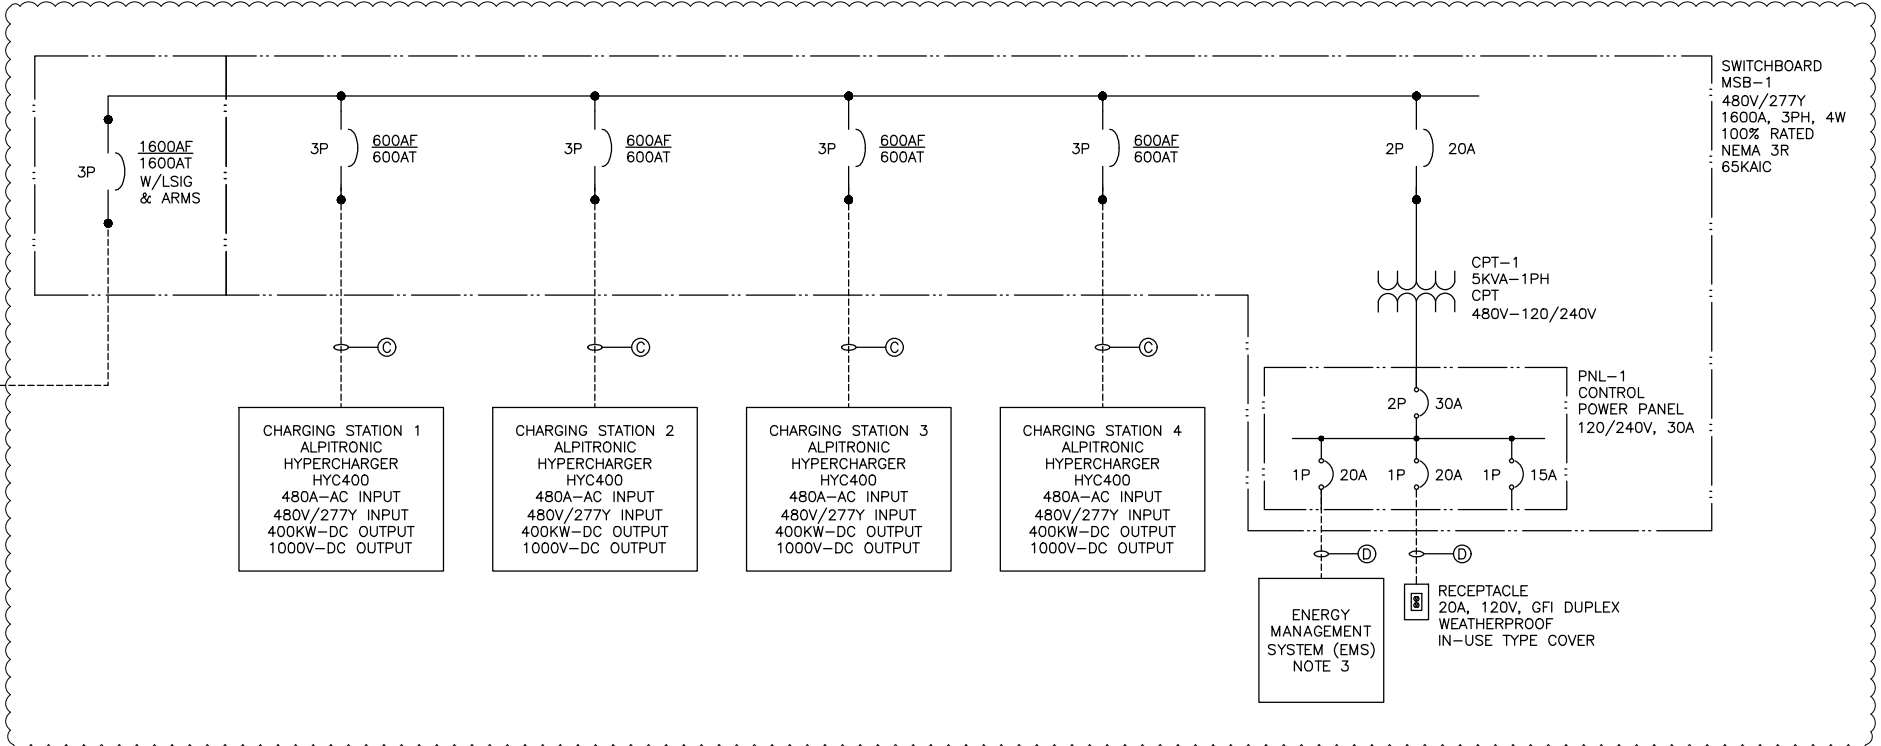 SWITCHBOARD
MSB-1
480V/277Y
1600A, 3PH, 4W
100% RATED
NEMA 3R
65KAIC
3P
1600AF
1600AT
W/LSIG
& ARMS
3P
600AF
600AT
3P
600AF
600AT
3P
600AF
600AT
3P
600AF
600AT
2P
20A
CPT-1
5KVA-1PH
CPT
480V-120/240V
C
C
C
C
PNL-1
CONTROL
POWER PANEL
120/240V, 30A
2P
30A
1P
20A
1P
20A
1P
15A
CHARGING STATION 1
ALPITRONIC
HYPERCHARGER
HYC400
480A-AC INPUT
480V/277Y INPUT
400KW-DC OUTPUT
1000V-DC OUTPUT
CHARGING STATION 2
ALPITRONIC
HYPERCHARGER
HYC400
480A-AC INPUT
480V/277Y INPUT
400KW-DC OUTPUT
1000V-DC OUTPUT
CHARGING STATION 3
ALPITRONIC
HYPERCHARGER
HYC400
480A-AC INPUT
480V/277Y INPUT
400KW-DC OUTPUT
1000V-DC OUTPUT
CHARGING STATION 4
ALPITRONIC
HYPERCHARGER
HYC400
480A-AC INPUT
480V/277Y INPUT
400KW-DC OUTPUT
1000V-DC OUTPUT
D
D
ENERGY
MANAGEMENT
SYSTEM (EMS)
NOTE 3
RECEPTACLE
20A, 120V, GFI DUPLEX
WEATHERPROOF
IN-USE TYPE COVER